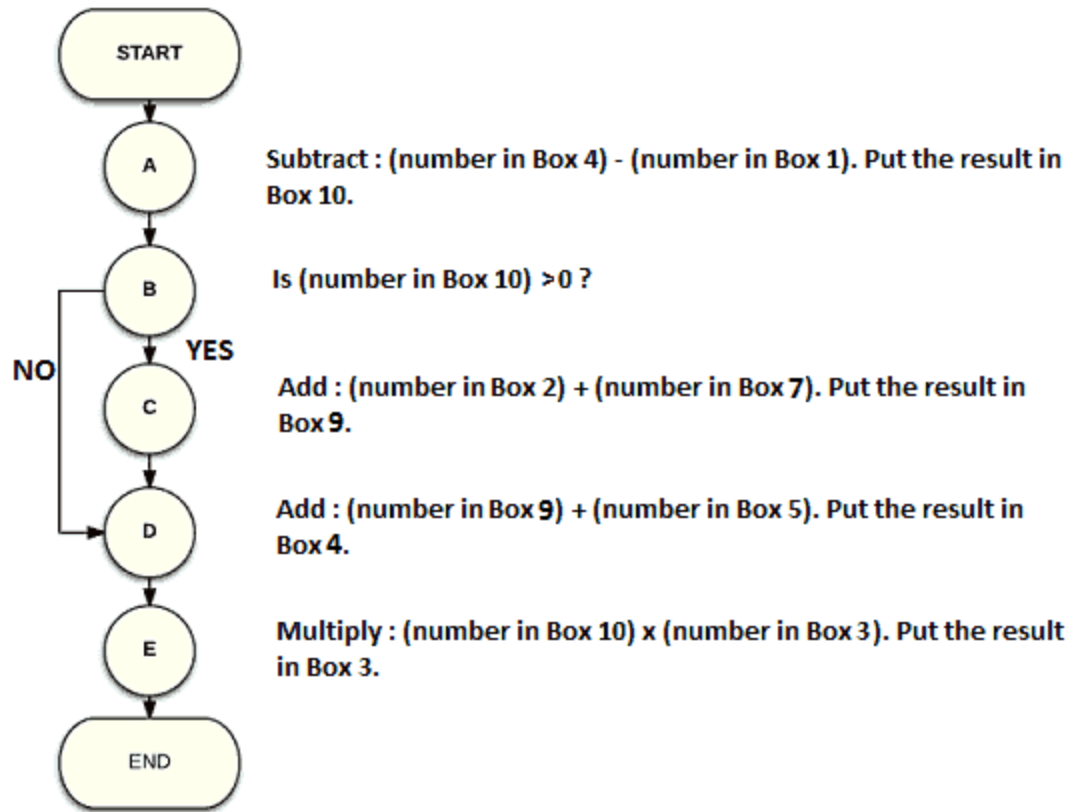 START
A
Subtract : (number in Box 4) - (number in Box 1). Put the result in
Box 10.
B
Is (number in Box 10) >0 ?
NO
YES
C
Add : (number in Box 2) + (number in Box 7). Put the result in
Box 9.
D
Add : (number in Box 9) + (number in Box 5). Put the result in
Box 4.
E
Multiply : (number in Box 10) x (number in Box 3). Put the result
in Box 3.
END